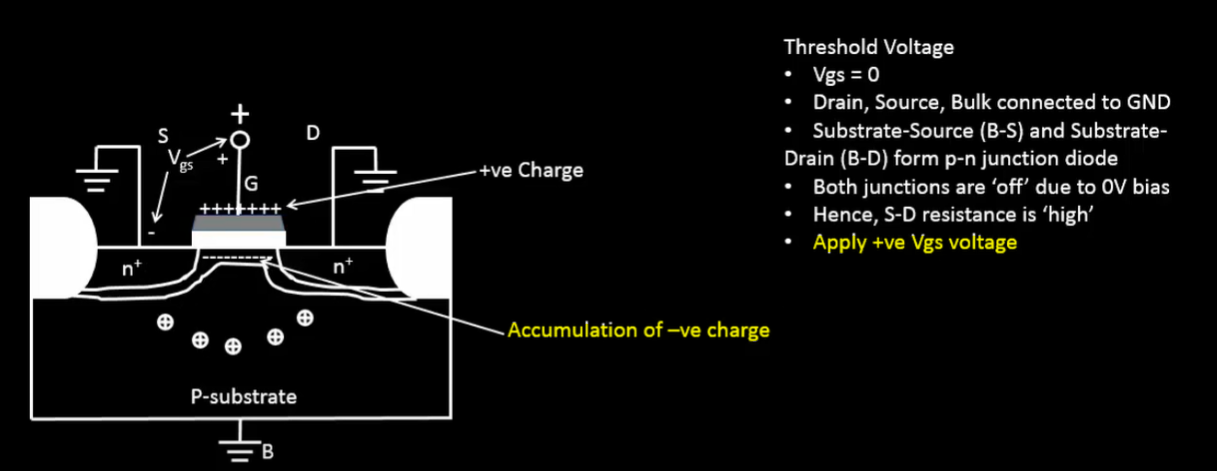 Threshold Voltage
• Vgs = 0
• Drain, Source, Bulk connected to GND
• Substrate-Source (B-S) and Substrate-
Drain (B-D) form p-n junction diode
• Both junctions are ‘off’ due to 0V bias
• Hence, S-D resistance is ‘high’
• Apply +ve Vgs voltage
+
S
D
Vgs
+
G
+ve Charge
+++++++
-
n+
n+
Accumulation of –ve charge
P-substrate
B